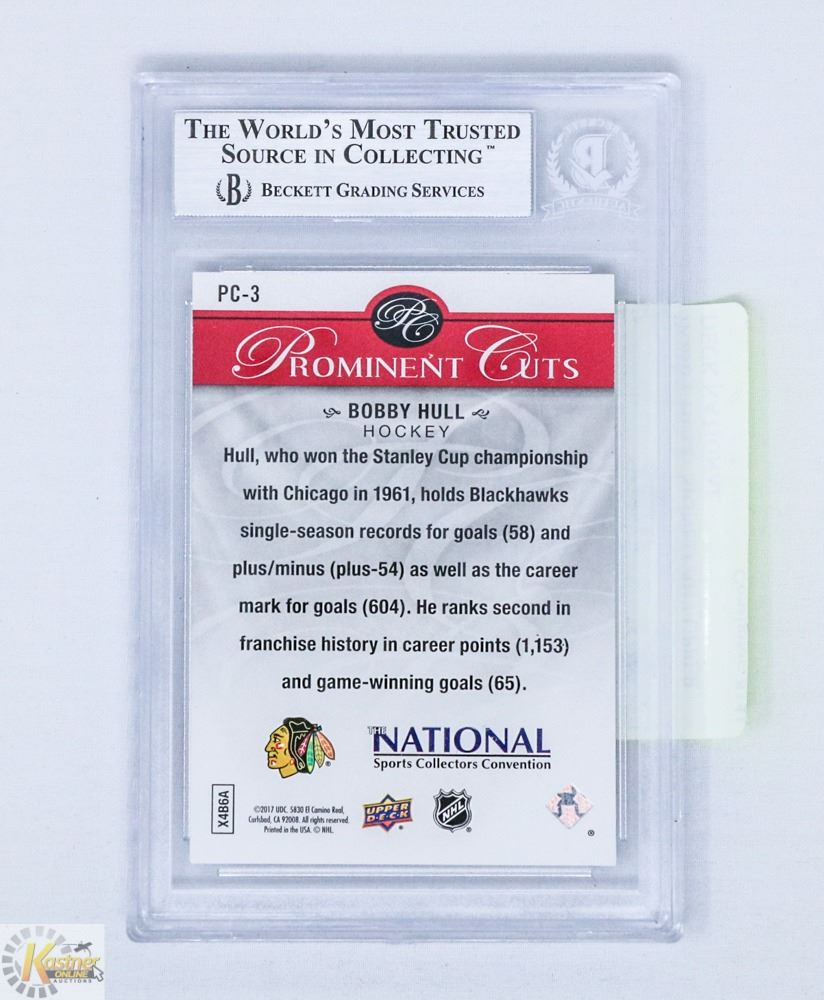 THE WORLD'S MOST TRUSTED
SOURCE IN COLLECTING™
B BECKETT GRADING SERVICES
PC-3
PC
PROMINENT CUTS
BOBBY HULL
HOCKEY
Hull, who won the Stanley Cup championship
with Chicago in 1961, holds Blackhawks
single-season records for goals (58) and
plus/minus (plus-54) as well as the career
mark for goals (604). He ranks second in
franchise history in career points (1,153)
and game-winning goals (65).
THE
NATIONAL
Sports Collectors Convention
X4B6A
©2017 UDC. 5830 El Camino Real,
Carlsbad, CA 92008. All rights reserved.
Printed in the USA. © NHL.
UPPER
DECK
NHL
Kastner
ONLINE
AUCTIONS